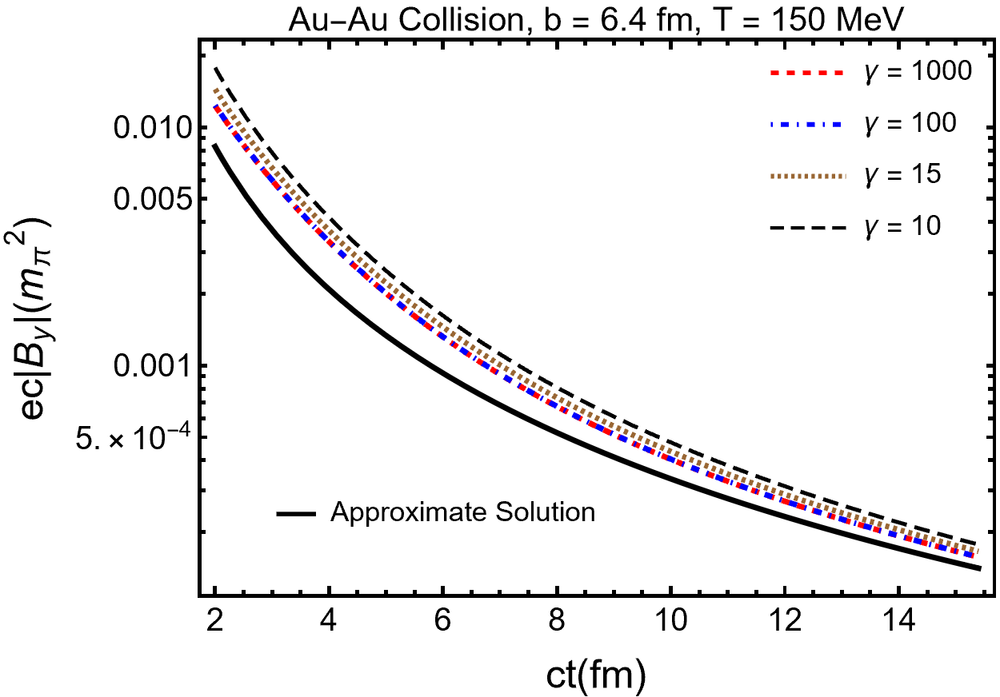 Au−Au Collision, b = 6.4 fm, T = 150 MeV
γ = 1000
γ = 100
γ = 15
γ = 10
0.010
0.005
0.001
5. × 10⁻⁴
ec|B_y|(m_π²)
Approximate Solution
2 4 6 8 10 12 14
ct(fm)